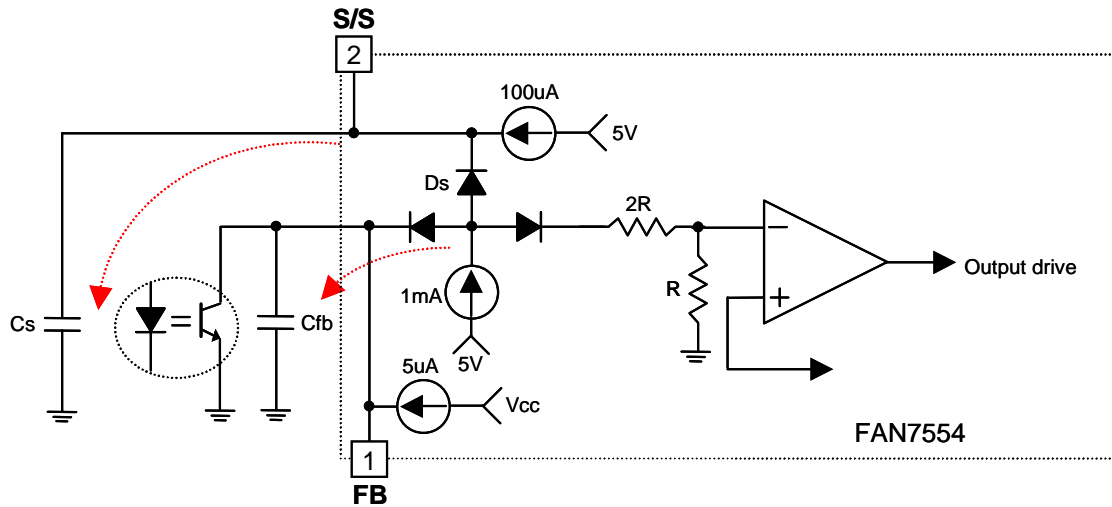 S/S
2
100uA
5V
Ds
2R
−
1mA
R
+
Output drive
Cs
Cfb
5V
5uA
Vcc
FAN7554
1
FB